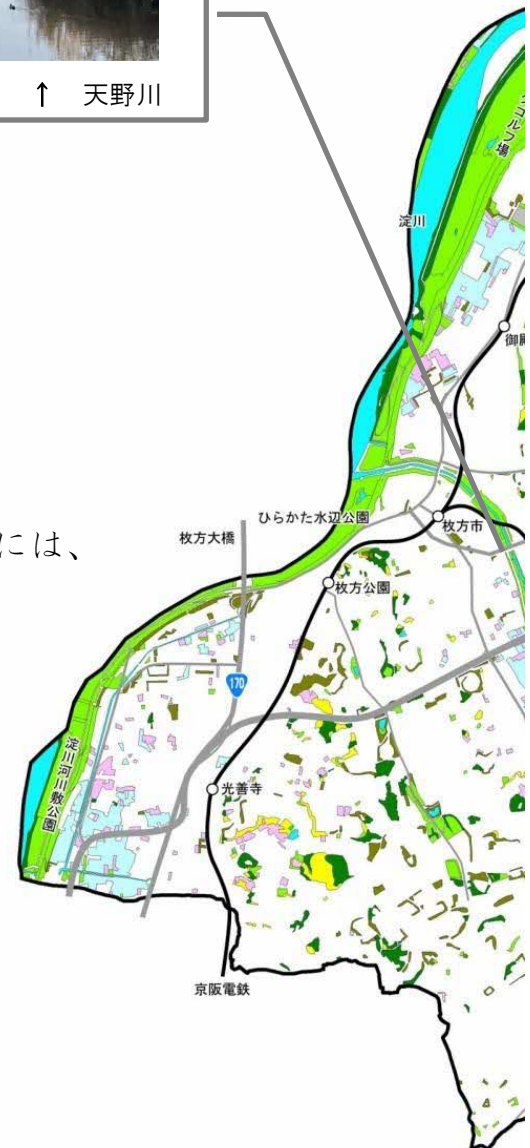 ↑ 天野川
ゴルフ場
淀川
御殿
ひらかた水辺公園
枚方市
には、
枚方大橋
枚方公園
170
淀川河川敷公園
光善寺
京阪電鉄